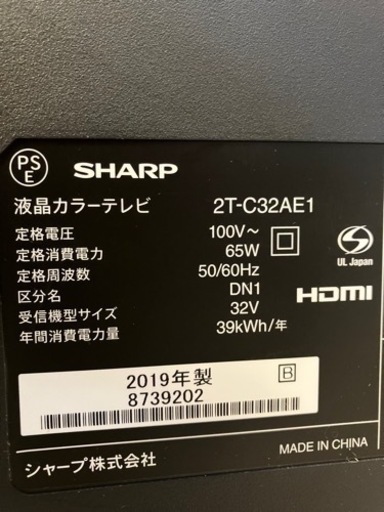 PS
E
SHARP
液晶カラーテレビ 2T-C32AE1
定格電圧 100V～
定格消費電力 65W
定格周波数 50/60Hz
区分名 DN1
受信機型サイズ 32V
年間消費電力量 39kWh/年
S
UL Japan
HDMI
2019年製
8739202
B
シャープ株式会社
MADE IN CHINA